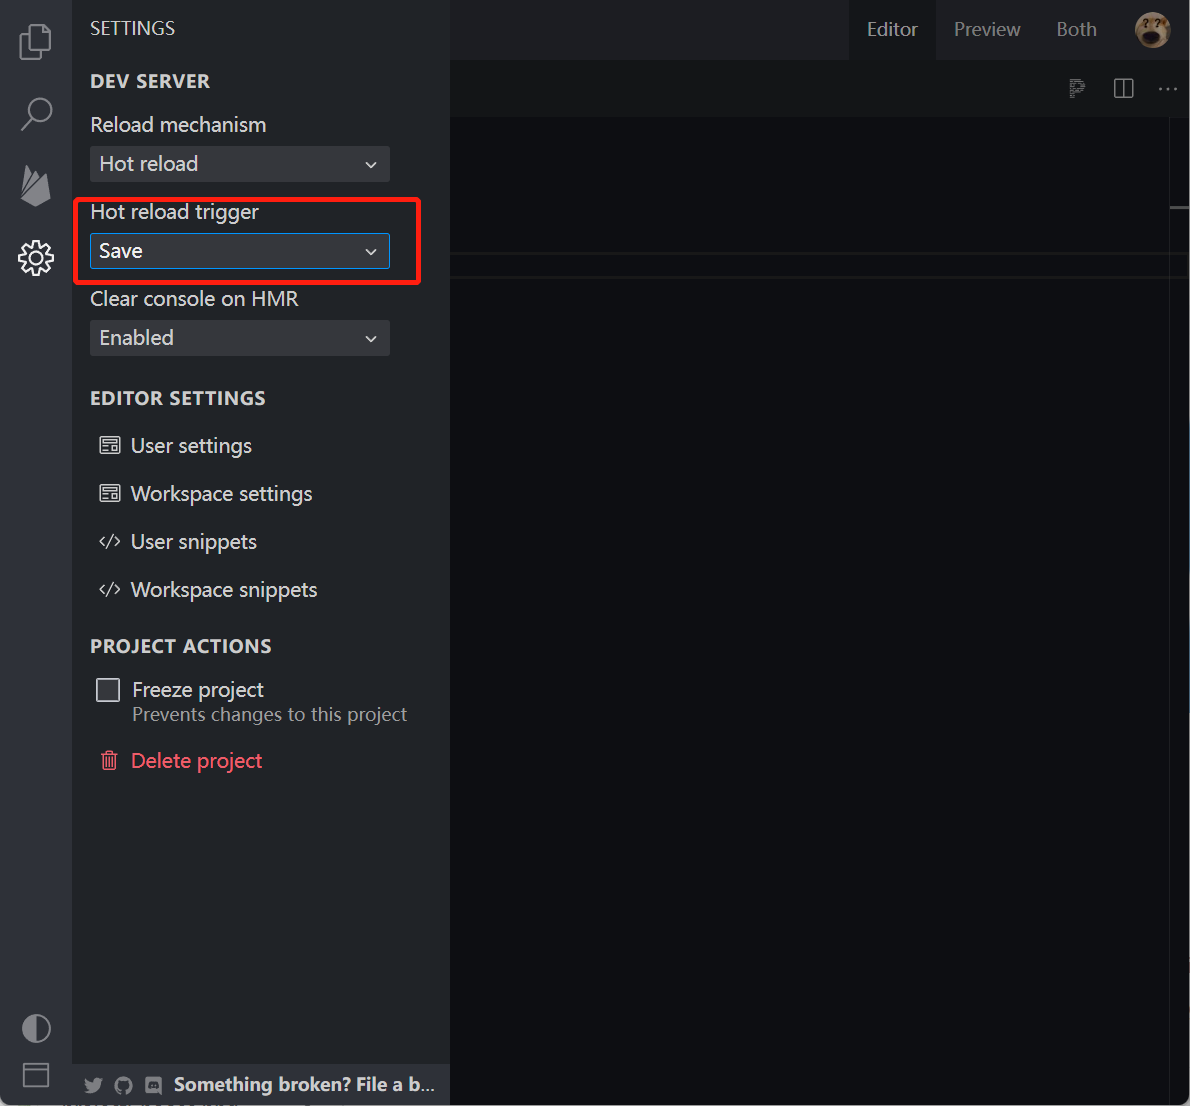 SETTINGS
Editor Preview Both
DEV SERVER
Reload mechanism
Hot reload
Hot reload trigger
Save
Clear console on HMR
Enabled
EDITOR SETTINGS
User settings
Workspace settings
User snippets
Workspace snippets
PROJECT ACTIONS
Freeze project
Prevents changes to this project
Delete project
Something broken? File a b...